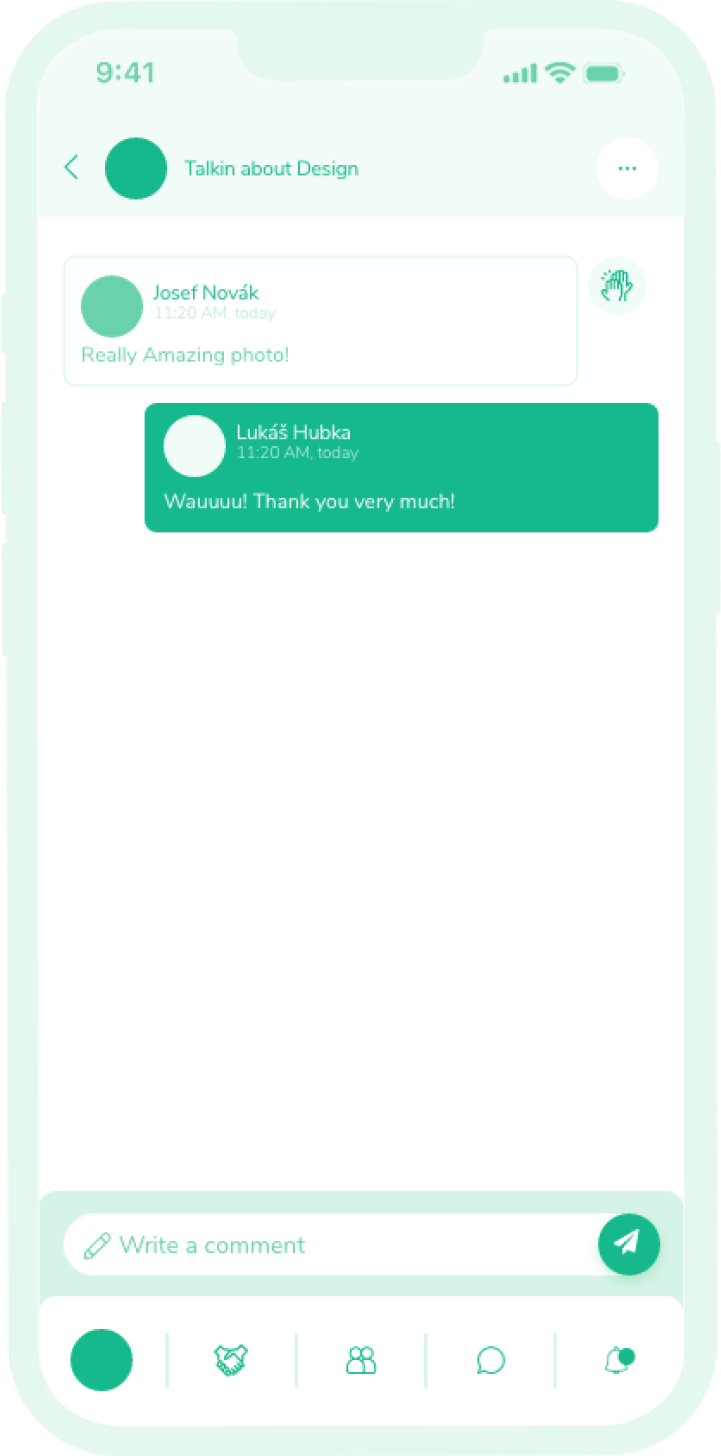 9:41
Talkin about Design
Josef Novák
11:20 AM, today
Really Amazing photo!
Lukáš Hubka
11:20 AM, today
Wauuuu! Thank you very much!
Write a comment